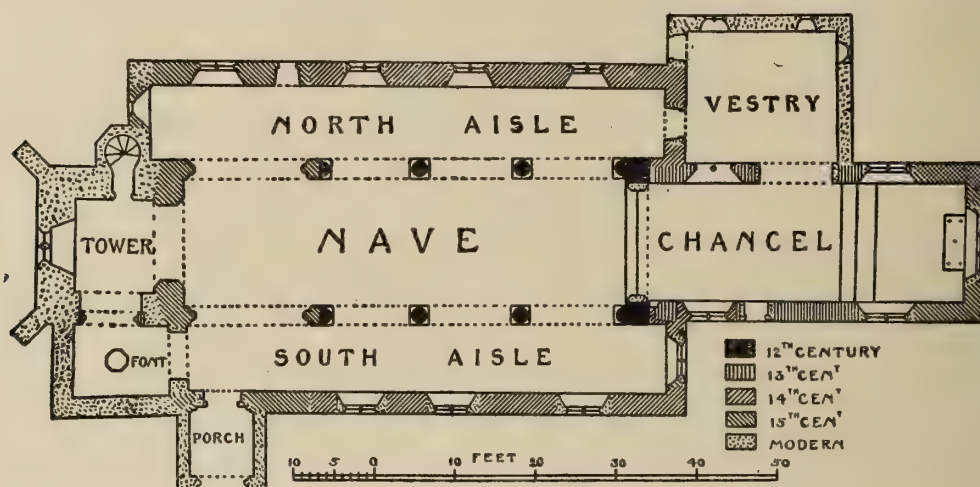 VESTRY
NORTH AISLE
TOWER
NAVE
CHANCEL
FONT
SOUTH AISLE
PORCH
12TH CENTURY
13TH CENT
14TH CENT
15TH CENT
MODERN
FEET
10 5 0 10 20 30 40 50